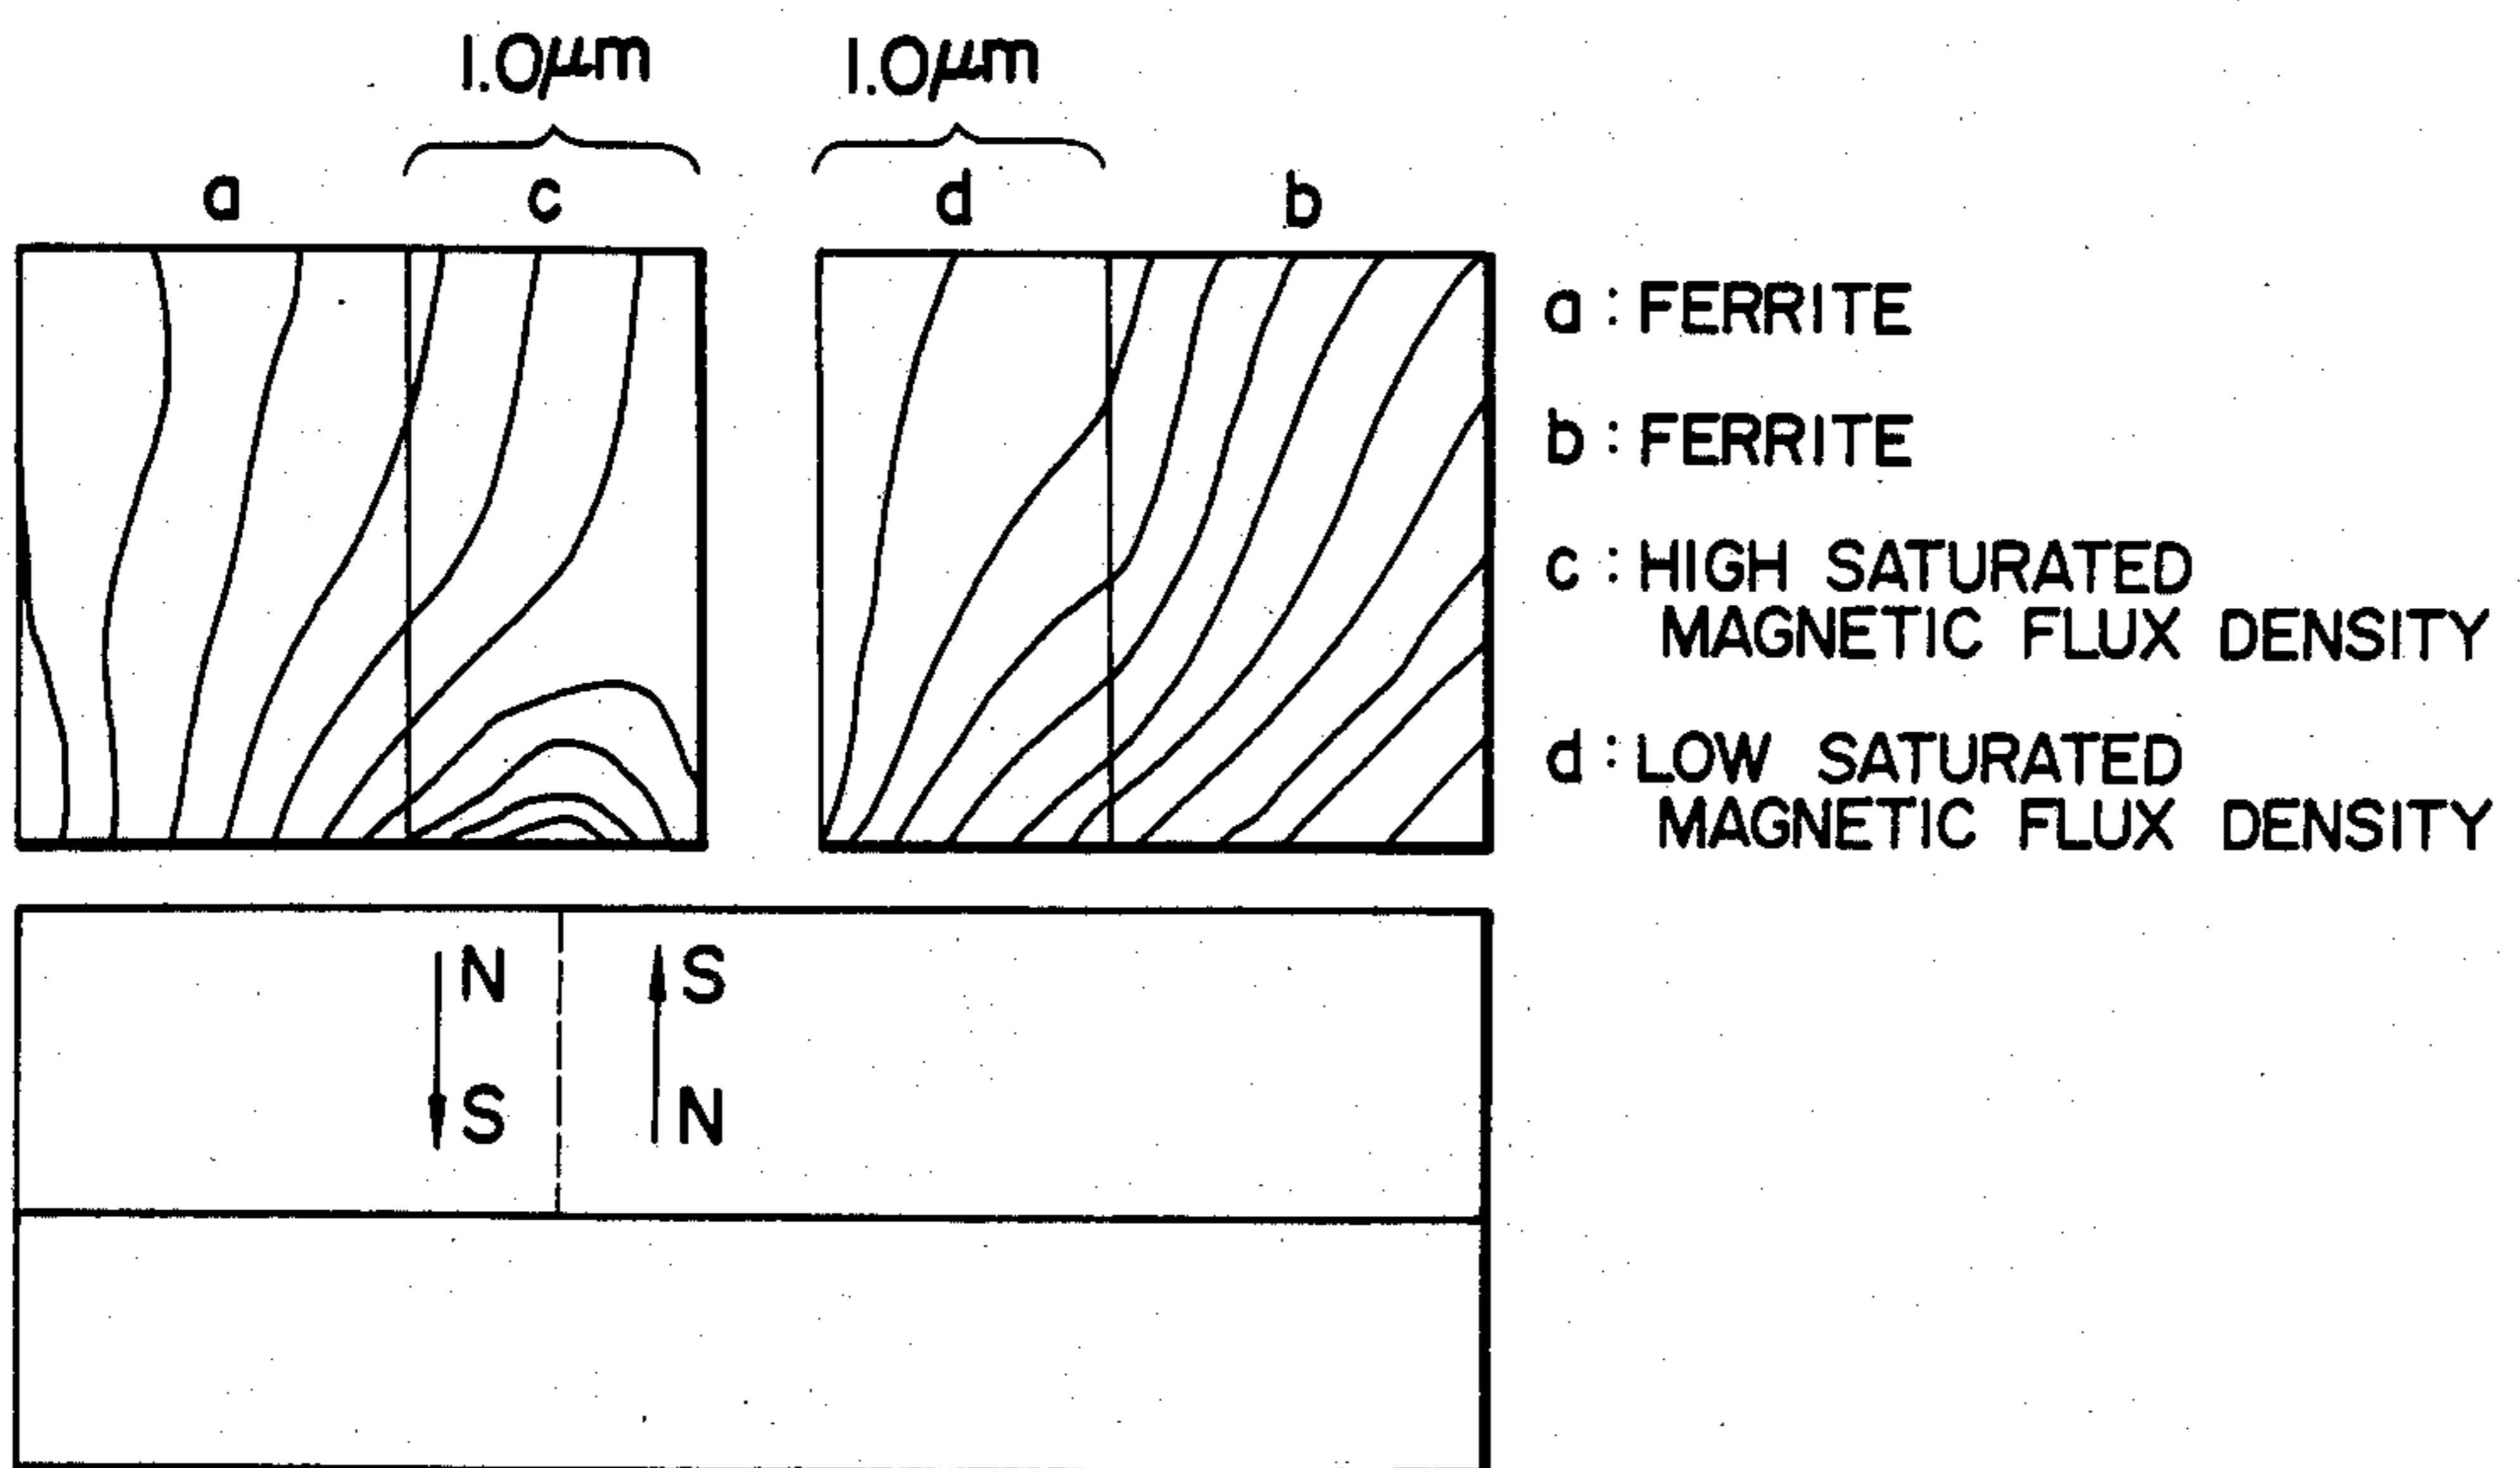 1.0μm 1.0μm
a c d b
a : FERRITE
b : FERRITE
c : HIGH SATURATED
MAGNETIC FLUX DENSITY
d : LOW SATURATED
MAGNETIC FLUX DENSITY
N S
S N